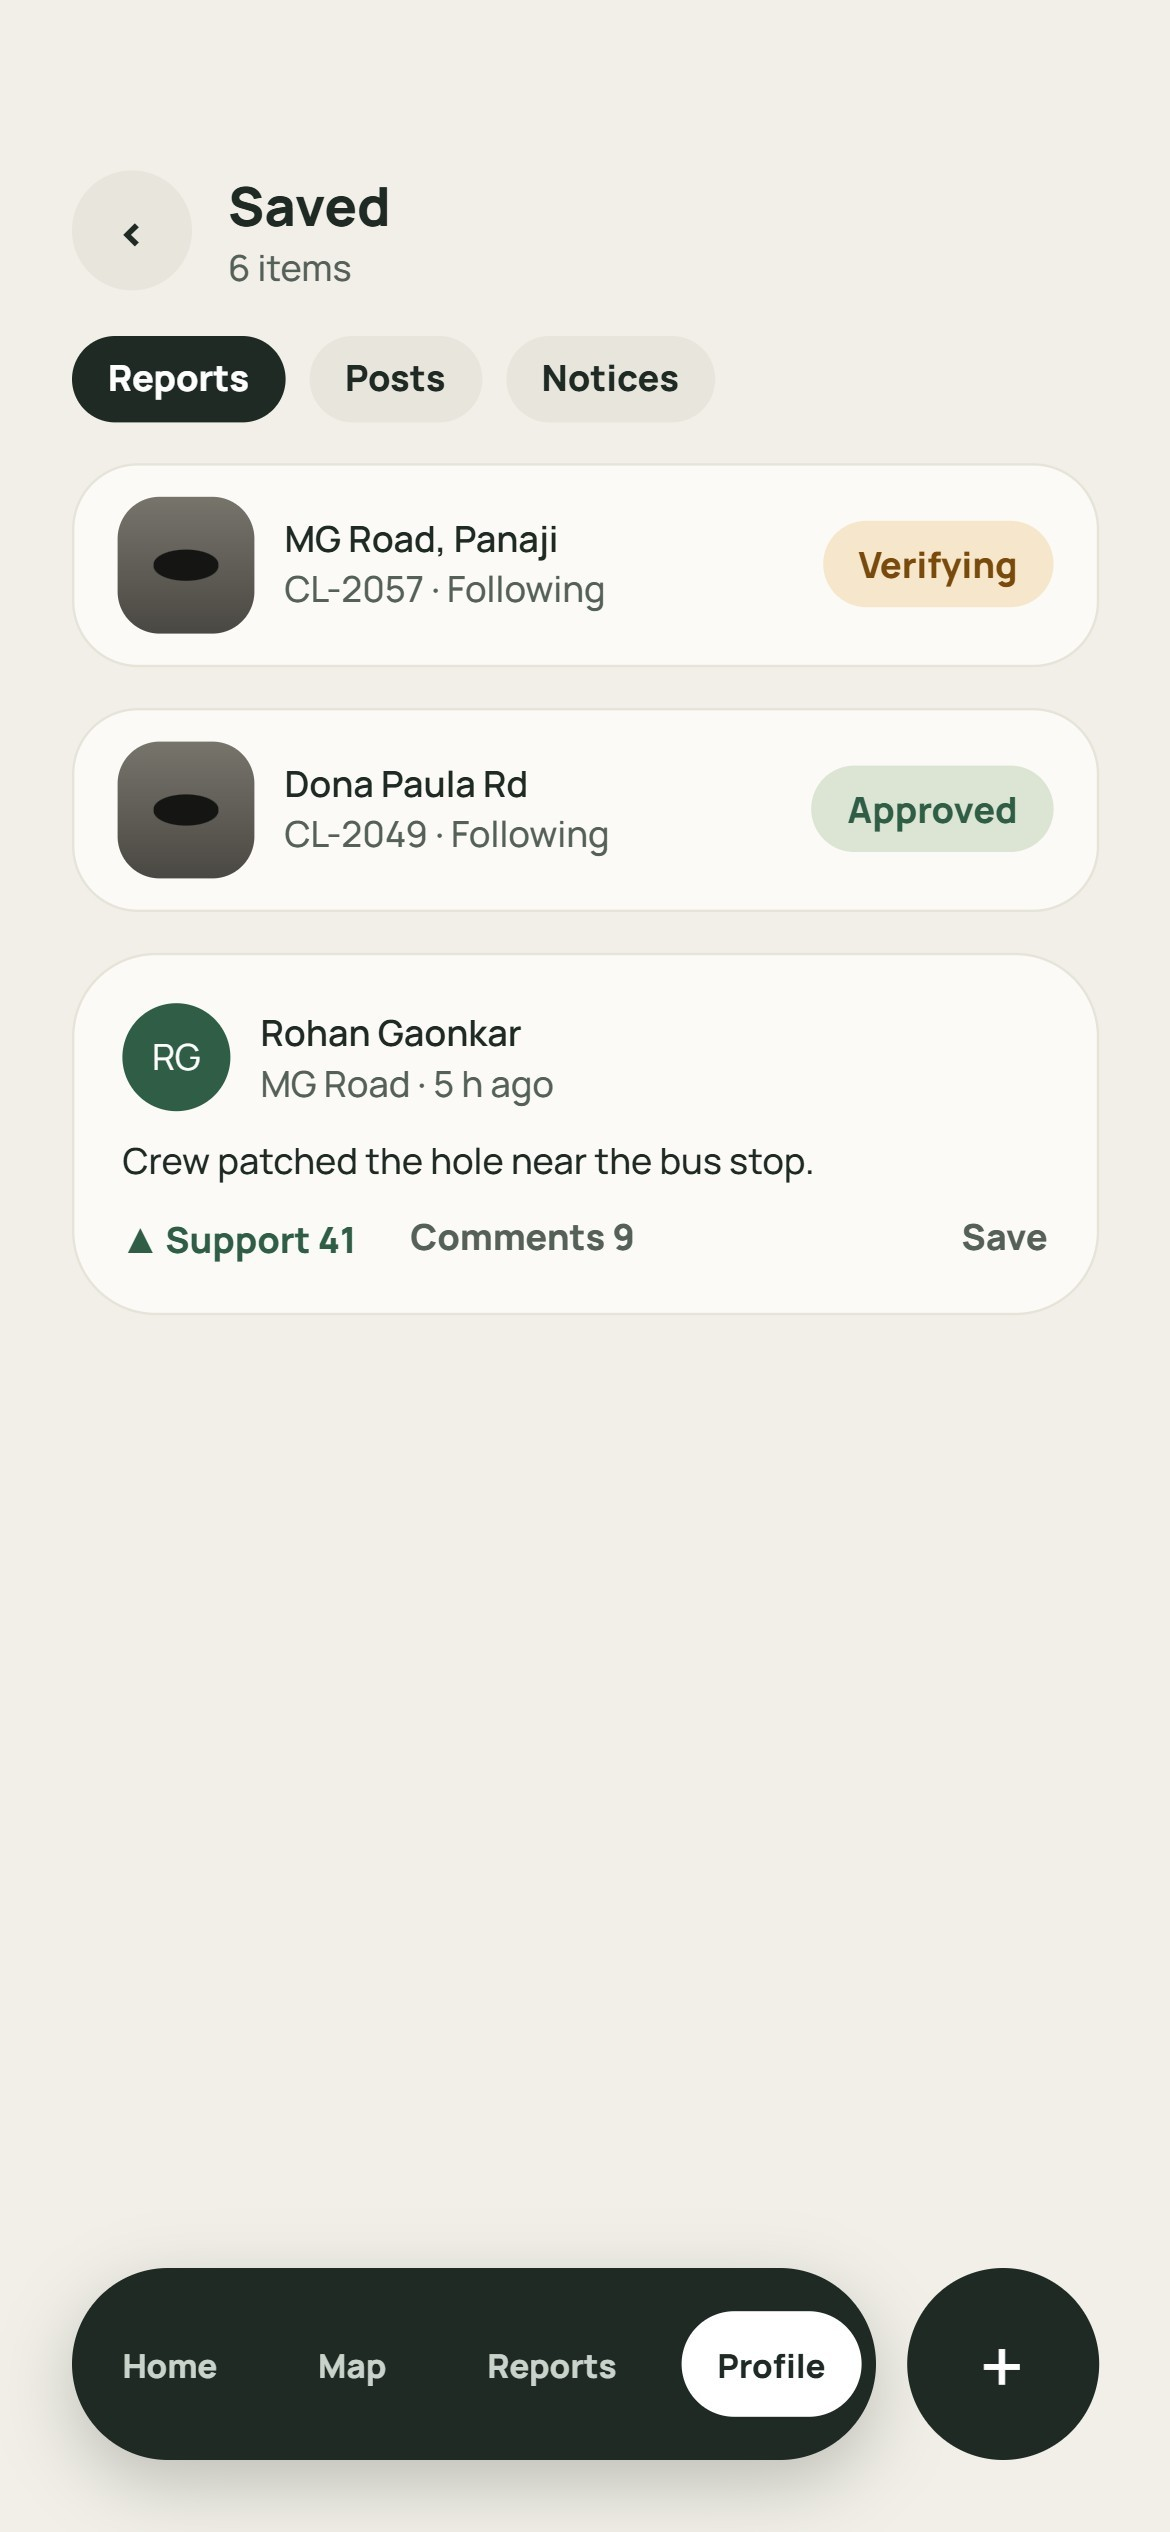 Saved
6 items
Reports
Posts
Notices
MG Road, Panaji
CL-2057 · Following
Verifying
Dona Paula Rd
CL-2049 · Following
Approved
RG
Rohan Gaonkar
MG Road · 5 h ago
Crew patched the hole near the bus stop.
▲ Support 41
Comments 9
Save
Home
Map
Reports
Profile
+